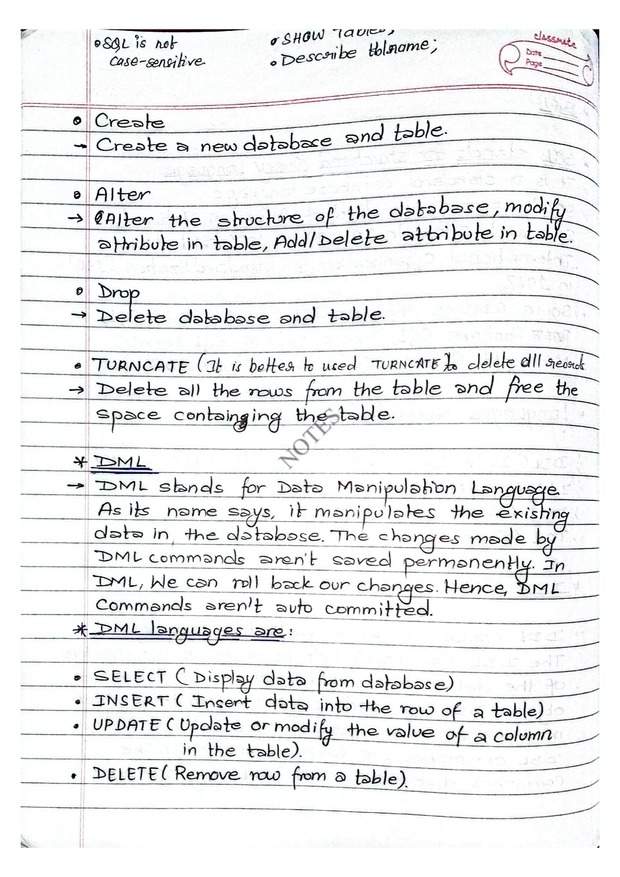 • SQL is not
case-sensitive
• SHOW Tables;
• Describe tblname;
classmate
Date
Page
• Create
→ Create a new database and table.
• Alter
→ Alter the structure of the database, modify
attribute in table, Add/Delete attribute in table.
• Drop
→ Delete database and table.
• TURNCATE (It is better to used TURNCATE) to delete all records
→ Delete all the rows from the table and free the
space containging the table.
NOTES
* DML
→ DML stands for Data Manipulation Language.
As its name says, it manipulates the existing
data in, the database. The changes made by
DML commands aren't saved permanently. In
DML, We can roll back our changes. Hence, DML
Commands aren't auto committed.
* DML languages are:
• SELECT ( Display data from database)
• INSERT ( Insert data into the row of a table)
• UPDATE ( Update or modify the value of a column
in the table).
• DELETE ( Remove row from a table).